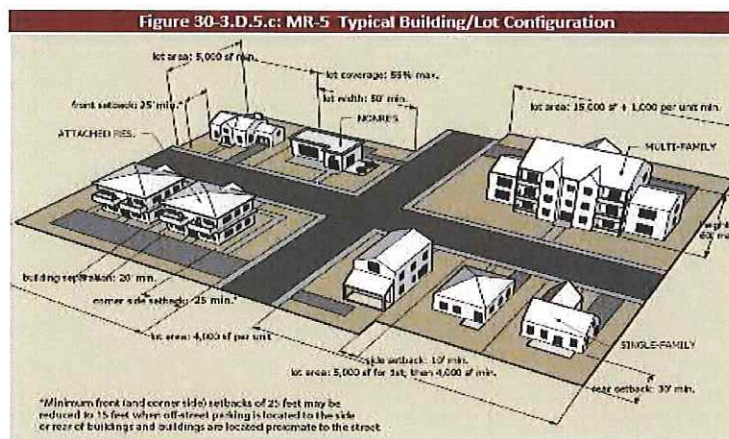 Figure 30-3.D.5.c: MR-5 Typical Building/Lot Configuration
lot area: 5,000 sf min.
lot coverage: 55% max.
lot width: 50' min.
front setback: 25' min.*
lot area: 15,000 sf + 1,000 per unit min.
NONRES.
ATTACHED RES.
MULTI-FAMILY
height: 60' max
building separation: 20' min.
corner side setback: 25 min.*
lot area: 4,000 sf per unit
side setback: 10' min.
lot area: 5,000 sf for 1st; then 4,000 sf min.
SINGLE-FAMILY
rear setback: 30' min.
*Minimum front (and corner side) setbacks of 25 feet may be
reduced to 15 feet when off-street parking is located to the side
or rear of buildings and buildings are located proximate to the street